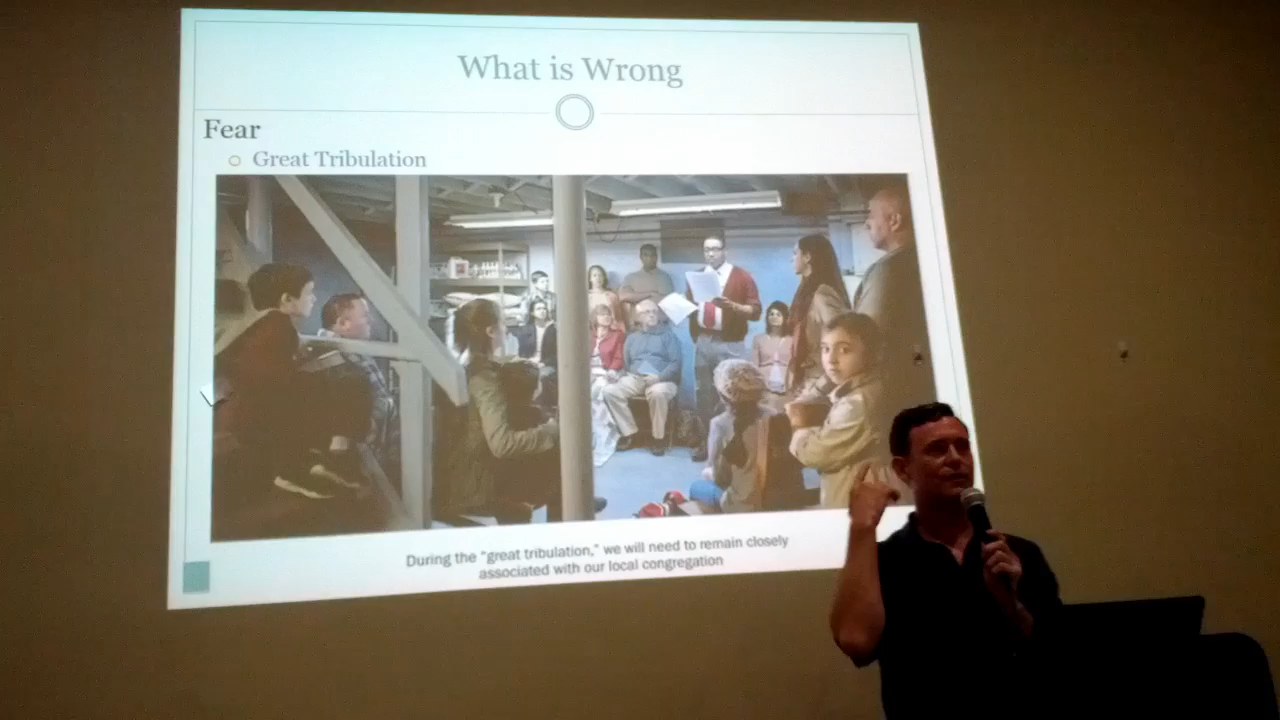 What is Wrong
Fear
Great Tribulation
During the "great tribulation," we will need to remain closely
associated with our local congregation